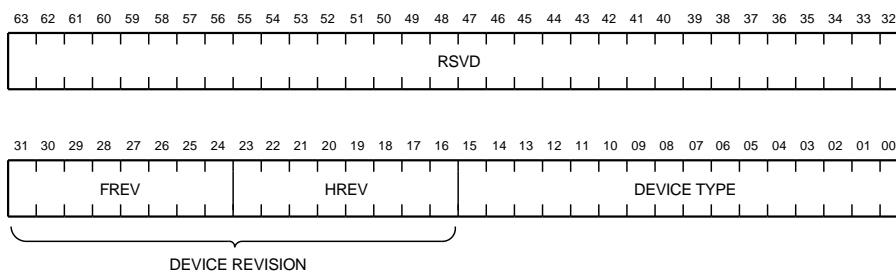 63 62 61 60 59 58 57 56 55 54 53 52 51 50 49 48 47 46 45 44 43 42 41 40 39 38 37 36 35 34 33 32
RSVD
31 30 29 28 27 26 25 24 23 22 21 20 19 18 17 16 15 14 13 12 11 10 09 08 07 06 05 04 03 02 01 00
FREV HREV DEVICE TYPE
DEVICE REVISION